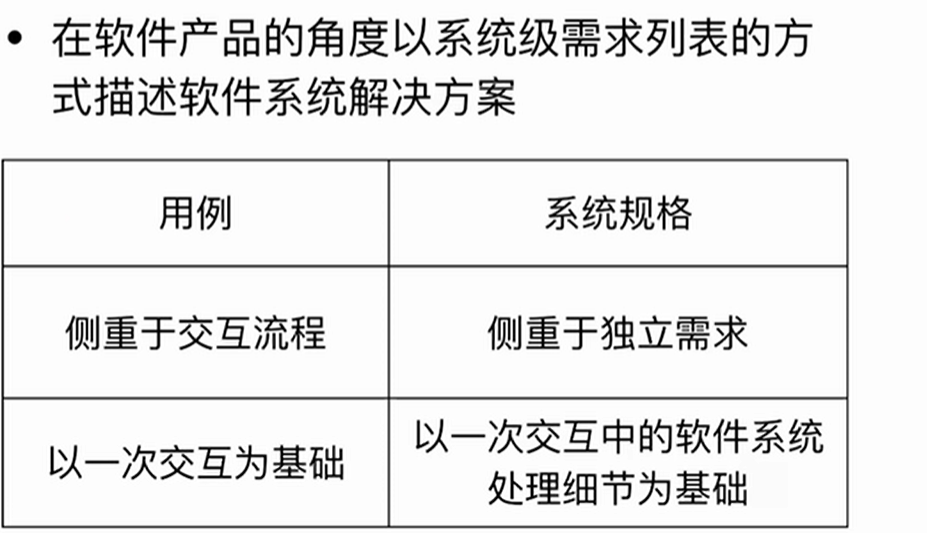 • 在软件产品的角度以系统级需求列表的方
式描述软件系统解决方案
用例
系统规格
侧重于交互流程
侧重于独立需求
以一次交互为基础
以一次交互中的软件系统
处理细节为基础